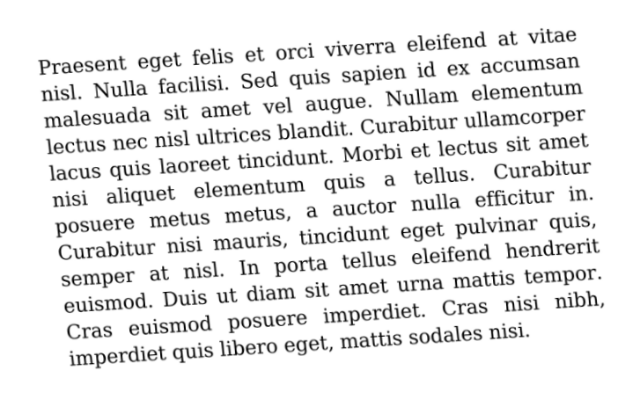 Praesent eget felis et orci viverra eleifend at vitae
nisl. Nulla facilisi. Sed quis sapien id ex accumsan
malesuada sit amet vel augue. Nullam elementum
lectus nec nisl ultrices blandit. Curabitur ullamcorper
lacus quis laoreet tincidunt. Morbi et lectus sit amet
nisi aliquet elementum quis a tellus. Curabitur
posuere metus metus, a auctor nulla efficitur in.
Curabitur nisi mauris, tincidunt eget pulvinar quis,
semper at nisl. In porta tellus eleifend hendrerit
euismod. Duis ut diam sit amet urna mattis tempor.
Cras euismod posuere imperdiet. Cras nisi nibh,
imperdiet quis libero eget, mattis sodales nisi.